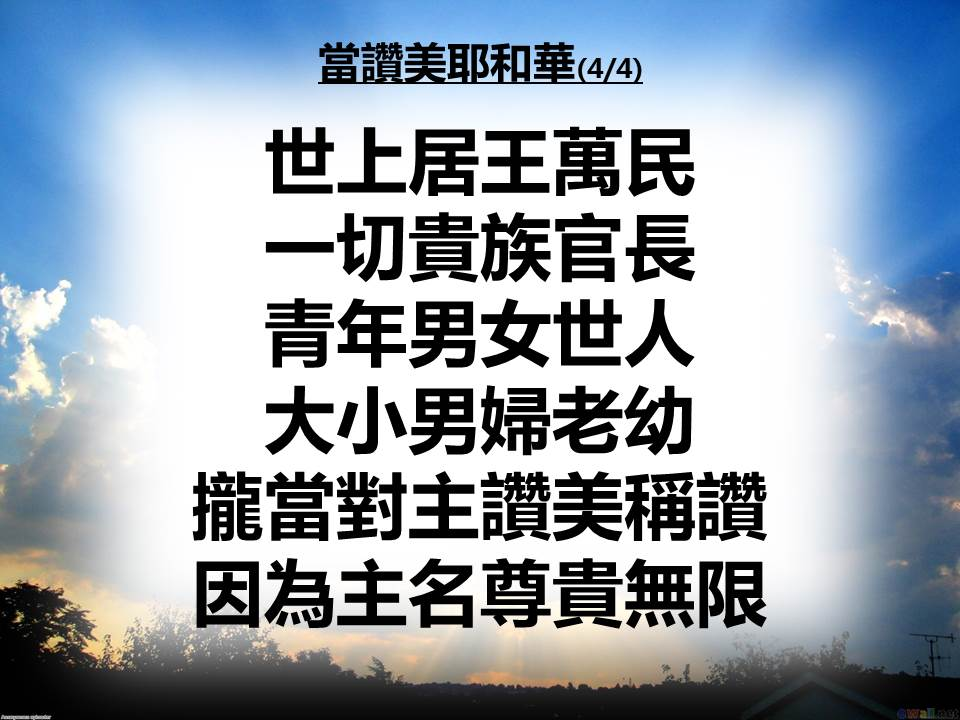 當讚美耶和華(4/4)
世上居王萬民
一切貴族官長
青年男女世人
大小男婦老幼
攏當對主讚美稱讚
因為主名尊貴無限